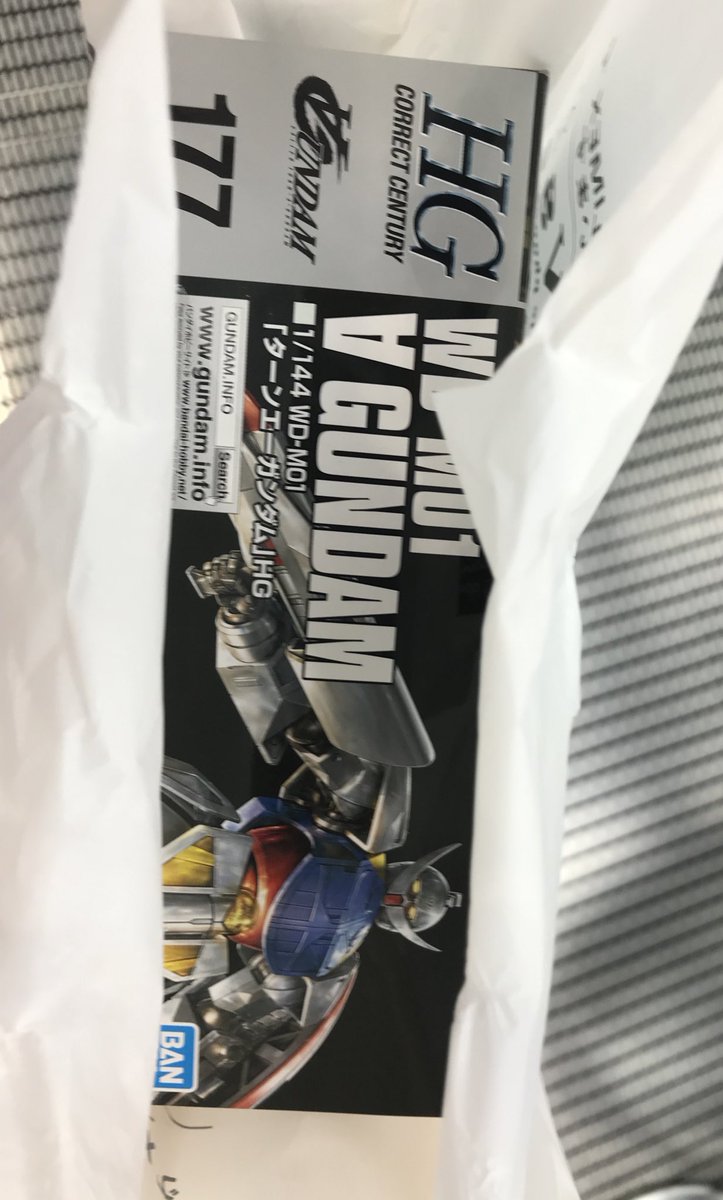 HG
CORRECT CENTURY
∀GUNDAM
177
M01
∀ GUNDAM
1/144 WD-M01
「ターンエーガンダム」HG
GUNDAM.INFO Search
www.gundam.info
www.bandai-hobby.net/
BAN